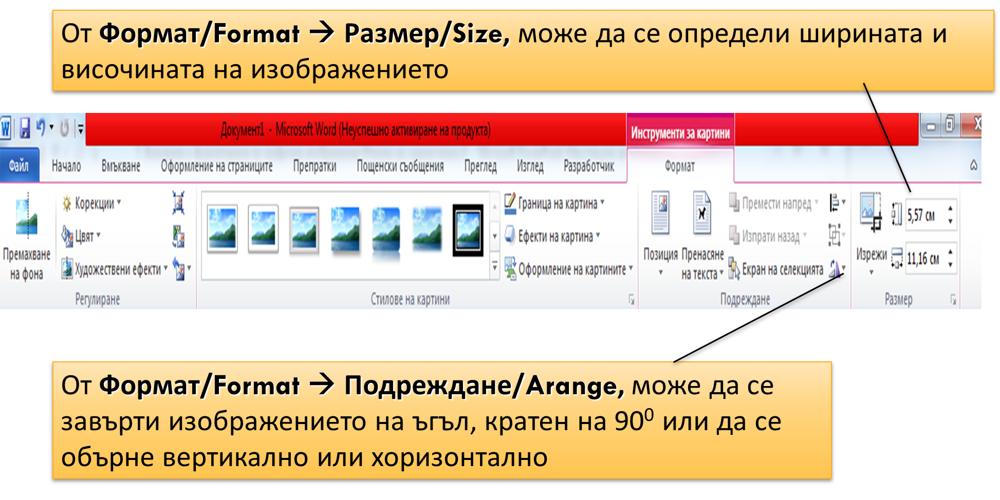 От Формат/Format → Размер/Size, може да се определи ширината и
височината на изображението
Документ1 - Microsoft Word (Неуспешно активиране на продукта)
Инструменти за картини
Файл Начало Вмъкване Оформление на страниците Препратки Пощенски съобщения Преглед Изглед Разработчик Формат
Премахване
на фона
Корекции
Цвят
Художествени ефекти
Регулиране
Граница на картина
Ефекти на картина
Оформление на картините
Стилове на картини
Позиция
Пренасяне
на текста
Премести напред
Изпрати назад
Екран на селекцията
Подреждане
Изрежи
5,57 см
11,16 см
Размер
От Формат/Format → Подреждане/Arange, може да се
завърти изображението на ъгъл, кратен на 90⁰ или да се
обърне вертикално или хоризонтално